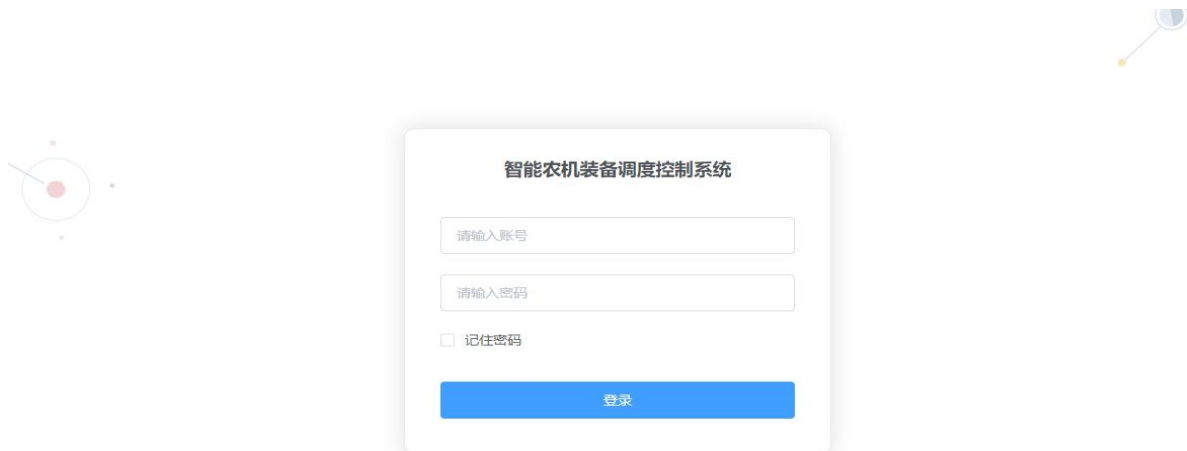 智能农机装备调度控制系统
请输入账号
请输入密码
记住密码
登录